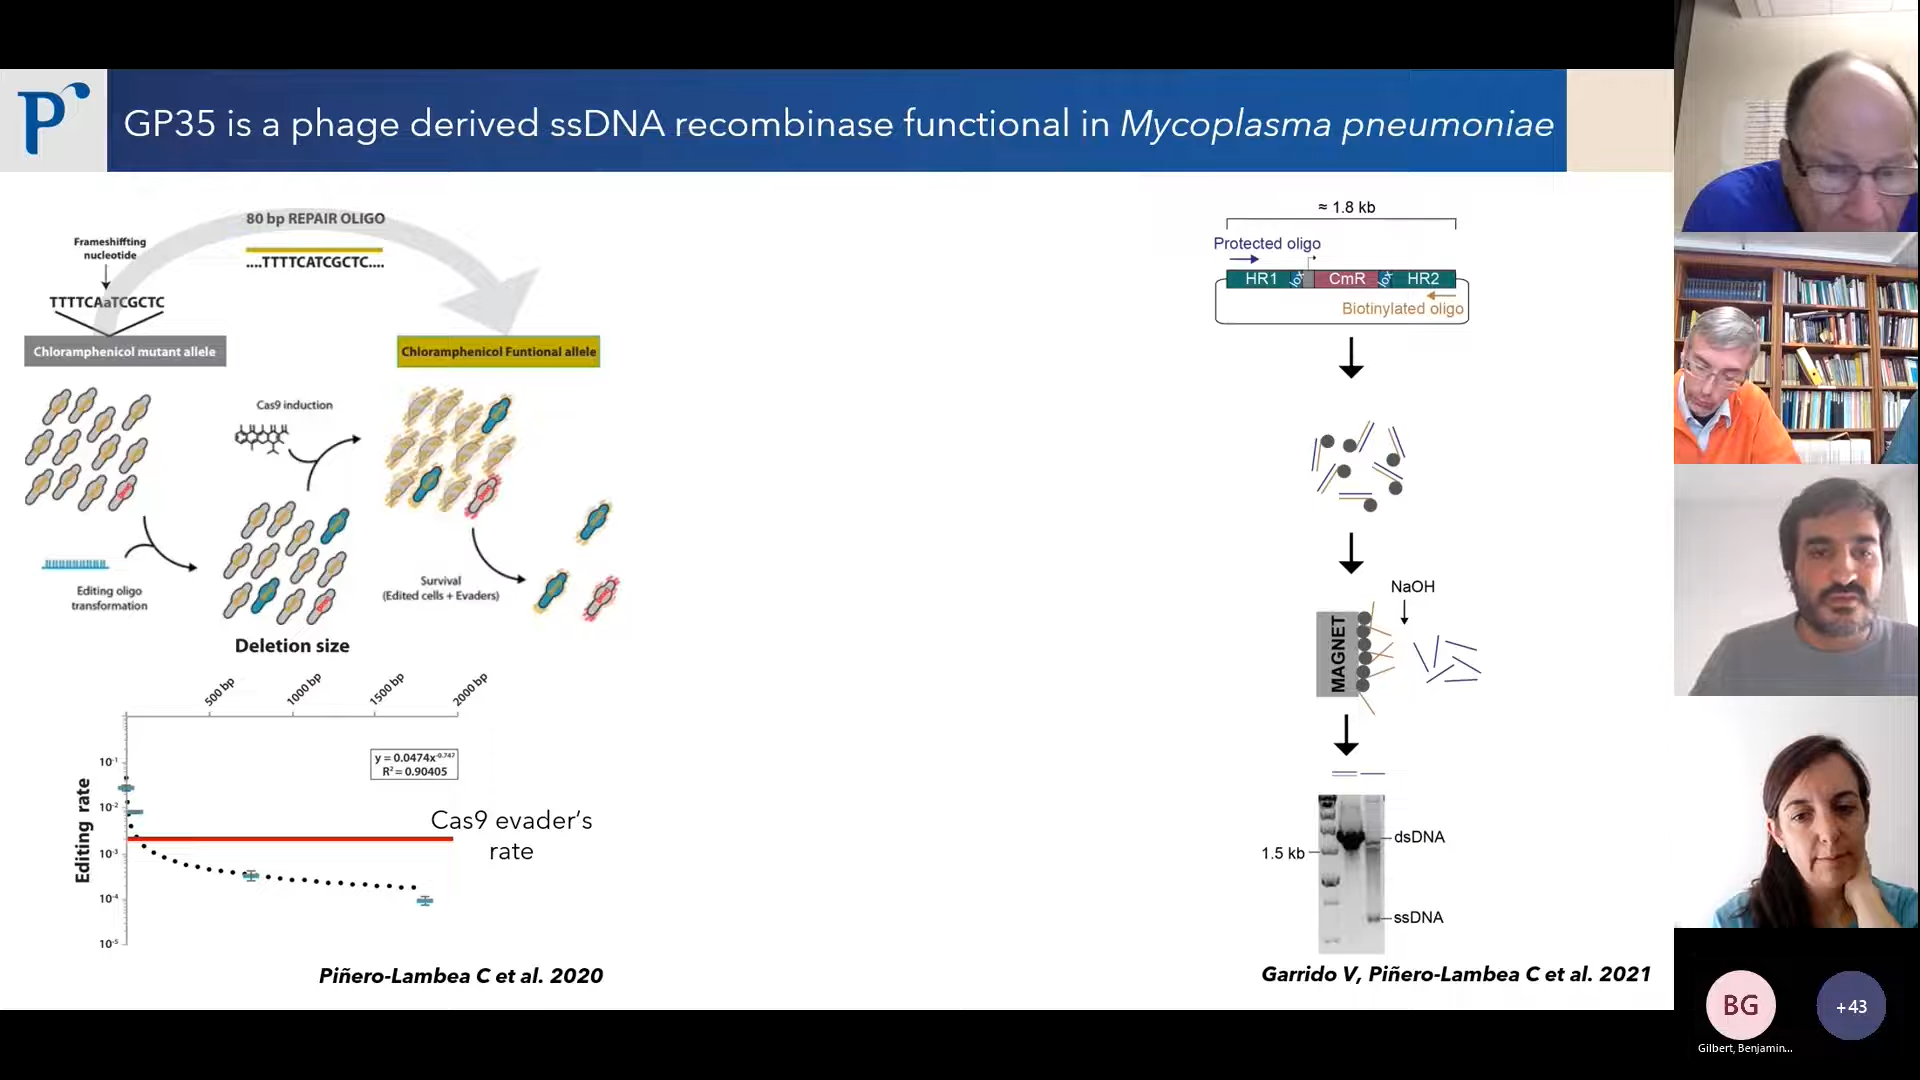 P
GP35 is a phage derived ssDNA recombinase functional in Mycoplasma pneumoniae
80 bp REPAIR OLIGO
....TTTTCATCGCTC....
Frameshiffting
nucleotide
TTTTCAaTCGCTC
Chloramphenicol mutant allele
Chloramphenicol Funtional allele
Cas9 induction
Editing oligo
transformation
Survival
(Edited cells + Evaders)
Deletion size
500 bp
1000 bp
1500 bp
2000 bp
Editing rate
10-1
10-2
10-3
10-4
10-5
y = 0.0474x-0.747
R2 = 0.90405
Cas9 evader's
rate
Piñero-Lambea C et al. 2020
≈ 1.8 kb
Protected oligo
HR1 lox CmR lox HR2
Biotinylated oligo
NaOH
MAGNET
1.5 kb
dsDNA
ssDNA
Garrido V, Piñero-Lambea C et al. 2021
BG
+43
Gilbert, Benjamin...